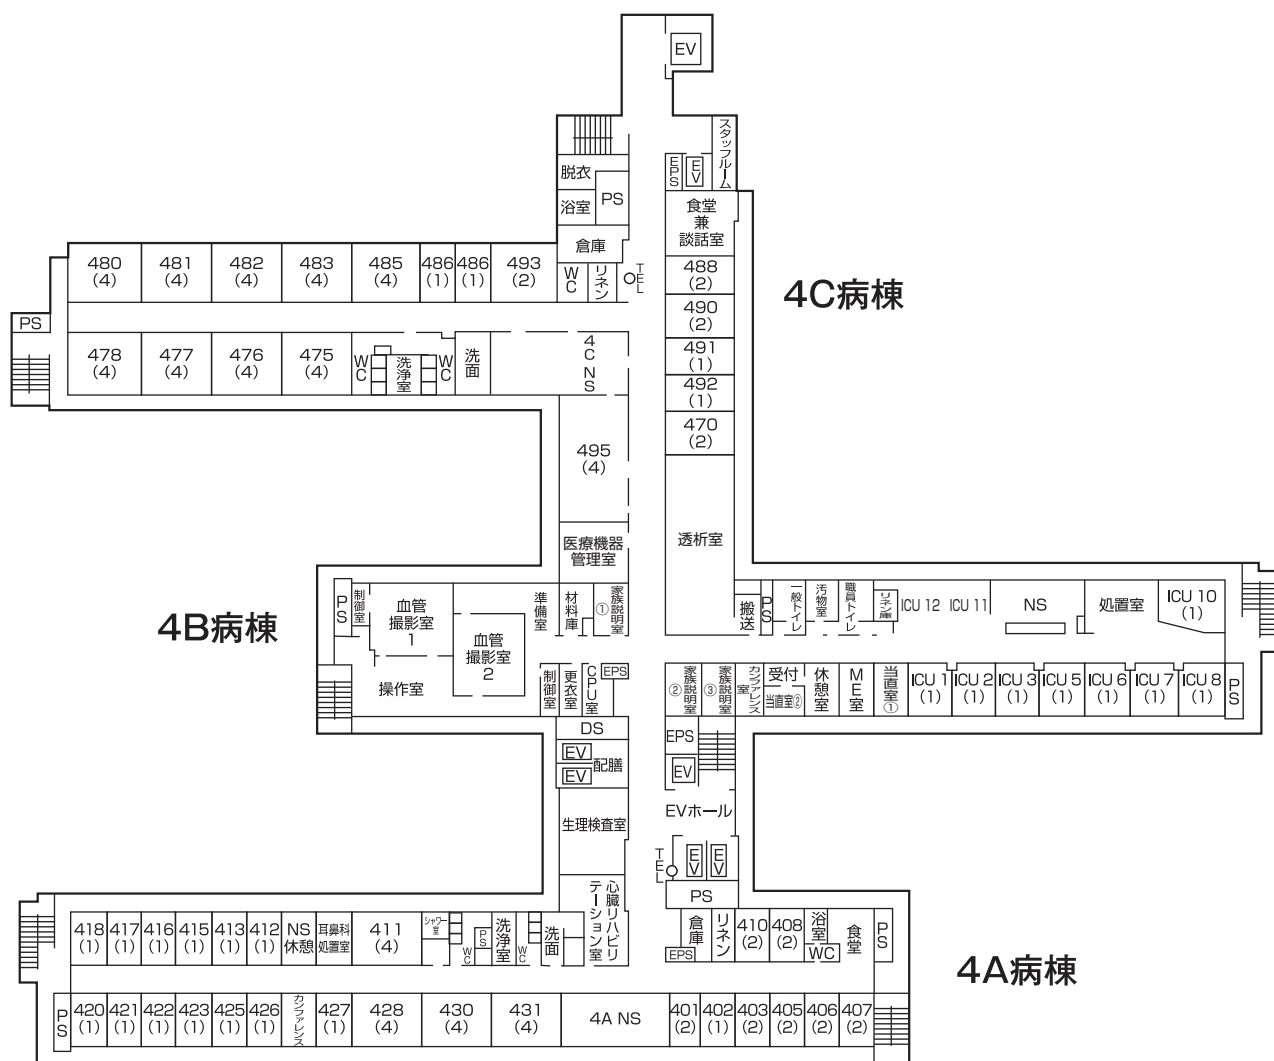 EV
スタッフルーム
EPS
EV
脱衣
PS
浴室
食堂
兼
談話室
倉庫
WC
リネン
TEL
480
(4)
481
(4)
482
(4)
483
(4)
485
(4)
486
(1)
486
(1)
493
(2)
488
(2)
490
(2)
4C病棟
PS
478
(4)
477
(4)
476
(4)
475
(4)
WC
洗浄室
WC
洗面
4C NS
491
(1)
492
(1)
470
(2)
495
(4)
透析室
医療機器
管理室
4B病棟
PS
制御室
血管
撮影室
1
血管
撮影室
2
準備室
材料庫
家族説明室
①
操作室
制御室
更衣室
CPU室
EPS
搬送
PS
一般トイレ
汚物室
職員トイレ
リネン庫
ICU 12
ICU 11
NS
処置室
ICU 10
(1)
家族説明室
②
家族説明室
③
カンファレンス
室
受付
当直室②
休憩室
ME室
当直室①
ICU 1
(1)
ICU 2
(1)
ICU 3
(1)
ICU 5
(1)
ICU 6
(1)
ICU 7
(1)
ICU 8
(1)
PS
DS
EV
EV
配膳
EPS
EV
EVホール
生理検査室
TEL
EV
EV
PS
心臓リハビリ
テーション室
418
(1)
417
(1)
416
(1)
415
(1)
413
(1)
412
(1)
NS
休憩
耳鼻科
処置室
411
(4)
シャワー
室
WC
PS
洗浄室
WC
洗面
倉庫
EPS
リネン
410
(2)
408
(2)
浴室
WC
食堂
PS
4A病棟
PS
420
(1)
421
(1)
422
(1)
423
(1)
425
(1)
426
(1)
カンファレンス
427
(1)
428
(4)
430
(4)
431
(4)
4A NS
401
(2)
402
(1)
403
(2)
405
(2)
406
(2)
407
(2)